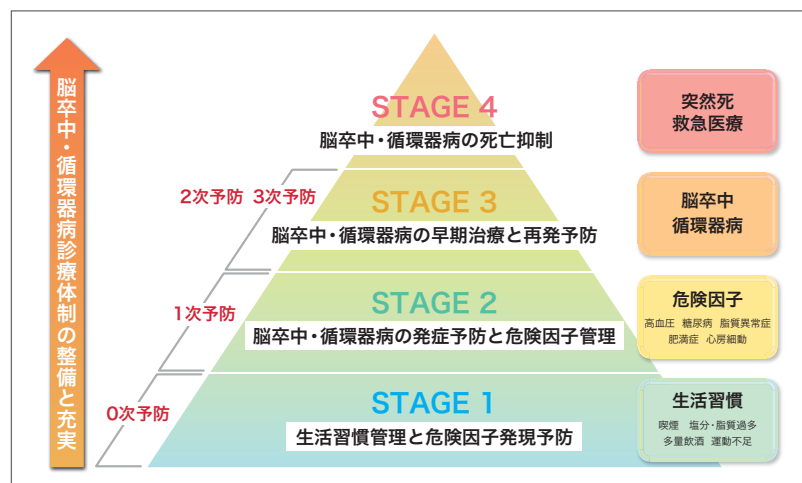 脳卒中・循環器病診療体制の整備と充実
STAGE 4
脳卒中・循環器病の死亡抑制
突然死
救急医療
2次予防 3次予防
STAGE 3
脳卒中・循環器病の早期治療と再発予防
脳卒中
循環器病
1次予防
STAGE 2
脳卒中・循環器病の発症予防と危険因子管理
危険因子
高血圧 糖尿病 脂質異常症
肥満症 心房細動
0次予防
STAGE 1
生活習慣管理と危険因子発現予防
生活習慣
喫煙 塩分・脂質過多
多量飲酒 運動不足